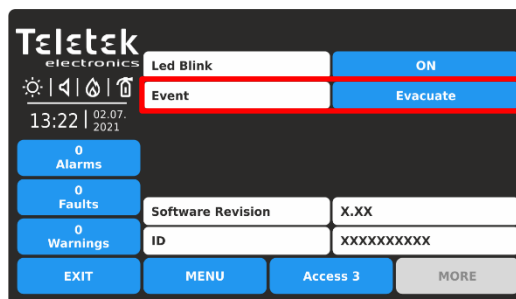 Teletek
electronics
13:22 02.07.
2021
0
Alarms
0
Faults
0
Warnings
Led Blink ON
Event Evacuate
Software Revision X.XX
ID XXXXXXXXXX
EXIT MENU Access 3 MORE